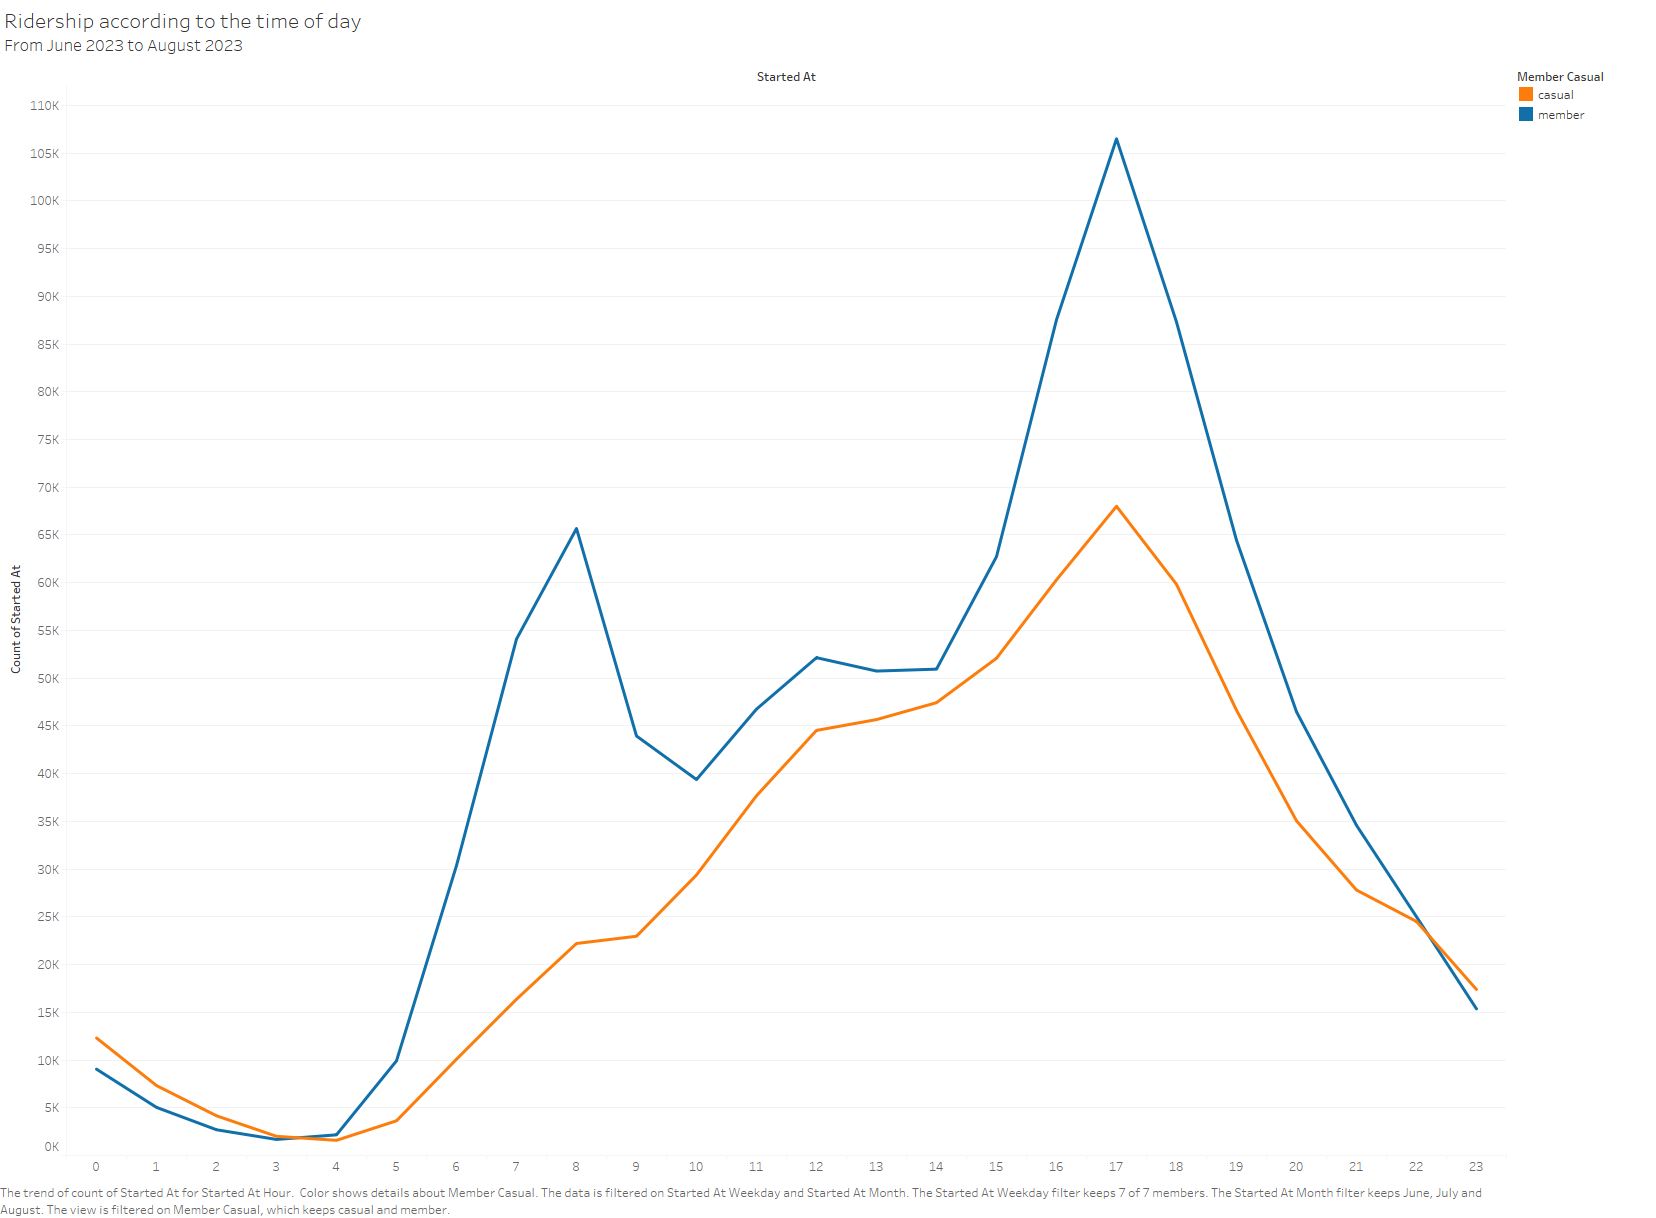 Ridership according to the time of day
From June 2023 to August 2023
Started At
Member Casual
casual
member
110K
105K
100K
95K
90K
85K
80K
75K
70K
65K
60K
55K
50K
45K
40K
35K
30K
25K
20K
15K
10K
5K
0K
Count of Started At
0 1 2 3 4 5 6 7 8 9 10 11 12 13 14 15 16 17 18 19 20 21 22 23
The trend of count of Started At for Started At Hour. Color shows details about Member Casual. The data is filtered on Started At Weekday and Started At Month. The Started At Weekday filter keeps 7 of 7 members. The Started At Month filter keeps June, July and
August. The view is filtered on Member Casual, which keeps casual and member.